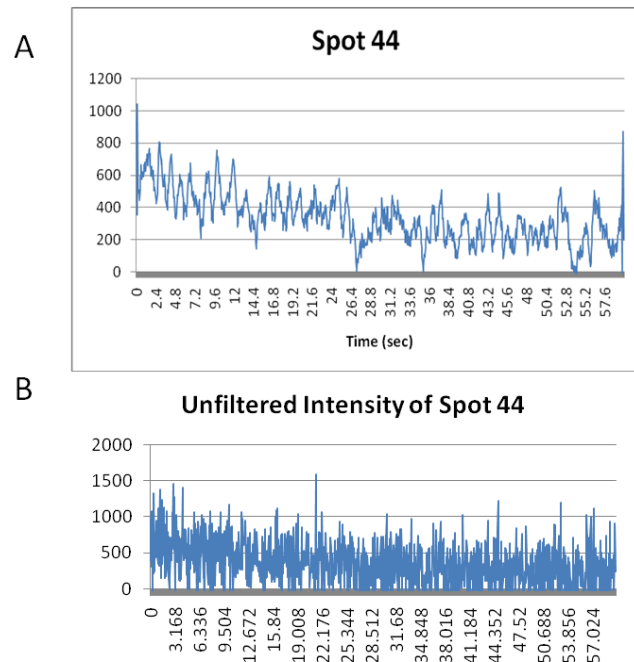 A
Spot 44
1200
1000
800
600
400
200
0
0 2.4 4.8 7.2 9.6 12 14.4 16.8 19.2 21.6 24 26.4 28.8 31.2 33.6 36 38.4 40.8 43.2 45.6 48 50.4 52.8 55.2 57.6
Time (sec)
B
Unfiltered Intensity of Spot 44
2000
1500
1000
500
0
0 3.168 6.336 9.504 12.672 15.84 19.008 22.176 25.344 28.512 31.68 34.848 38.016 41.184 44.352 47.52 50.688 53.856 57.024